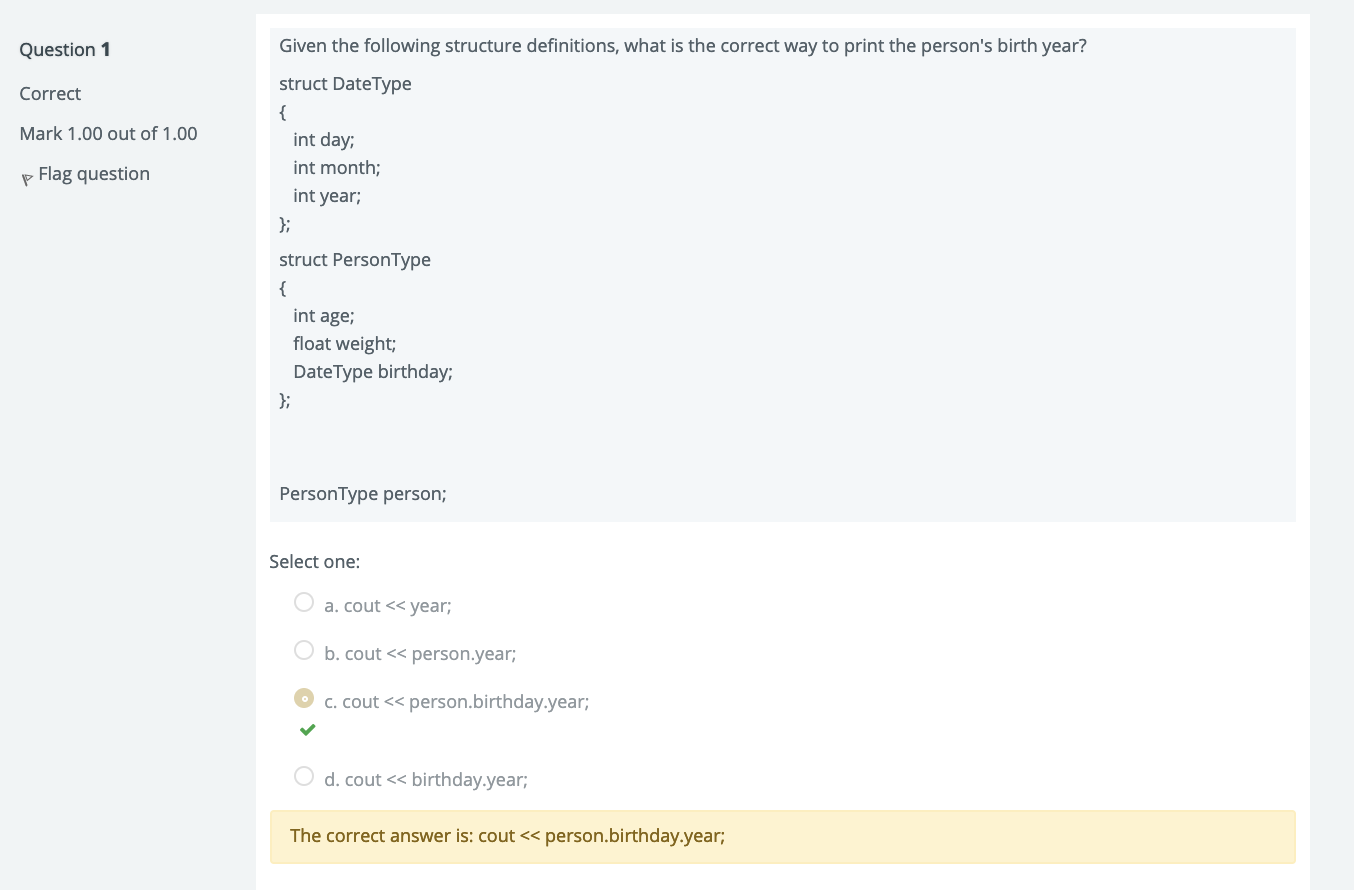 Question 1
Correct
Mark 1.00 out of 1.00
Flag question
Given the following structure definitions, what is the correct way to print the person's birth year?
struct DateType
{
int day;
int month;
int year;
};
struct PersonType
{
int age;
float weight;
DateType birthday;
};
PersonType person;
Select one:
a. cout << year;
b. cout << person.year;
c. cout << person.birthday.year;
d. cout << birthday.year;
The correct answer is: cout << person.birthday.year;